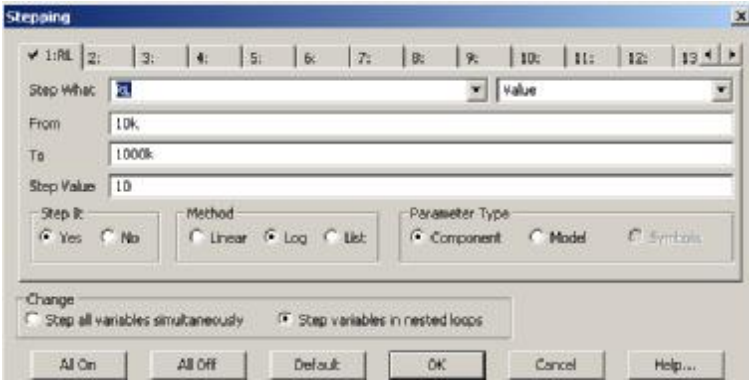 Stepping
1:RL 2: 3: 4: 5: 6: 7: 8: 9: 10: 11: 12: 13
Step What RL Value
From 10k
To 1000k
Step Value 10
Step It Method Parameter Type
Yes No Linear Log List Component Model Symbolic
Change
Step all variables simultaneously Step variables in nested loops
All On All Off Default OK Cancel Help...